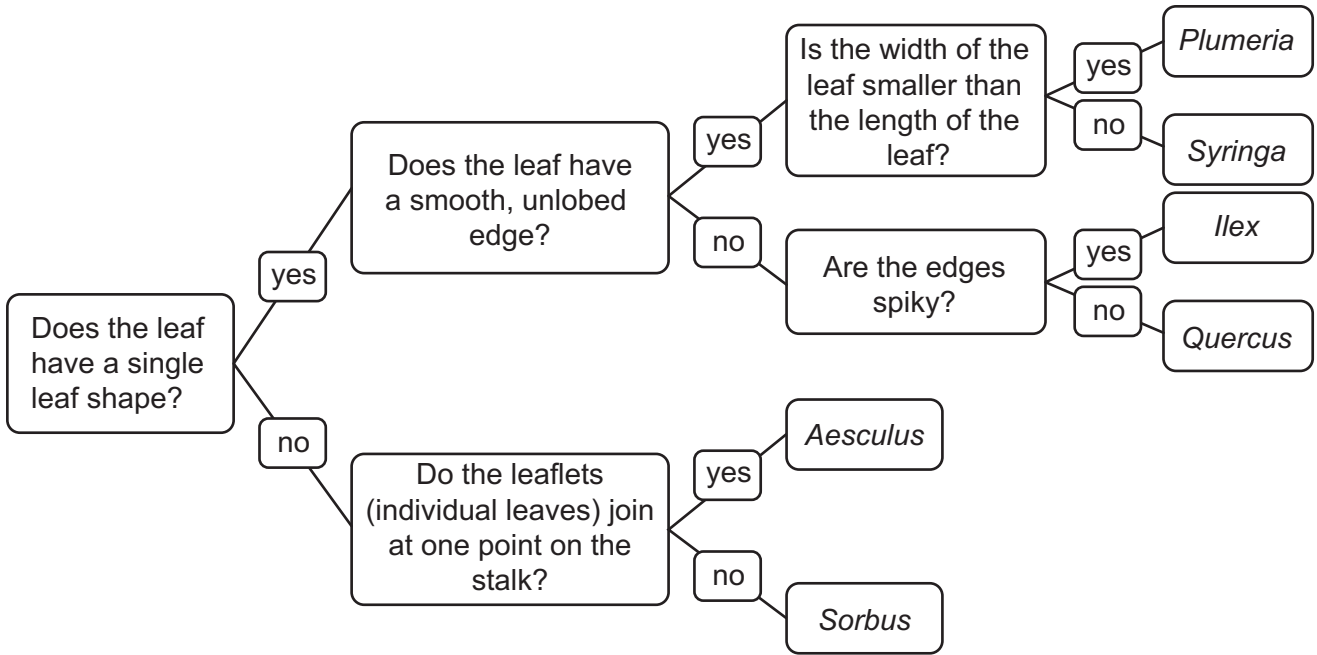 Does the leaf
have a single
leaf shape?
yes
no
Does the leaf have
a smooth, unlobed
edge?
yes
no
Is the width of the
leaf smaller than
the length of the
leaf?
yes
no
Plumeria
Syringa
Are the edges
spiky?
yes
no
Ilex
Quercus
Do the leaflets
(individual leaves) join
at one point on the
stalk?
yes
no
Aesculus
Sorbus